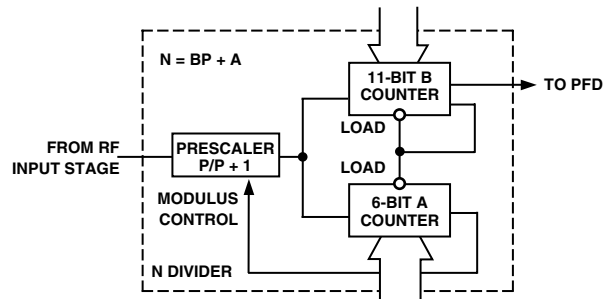 N = BP + A
11-BIT B
COUNTER
TO PFD
LOAD
FROM RF
INPUT STAGE
PRESCALER
P/P + 1
LOAD
MODULUS
CONTROL
6-BIT A
COUNTER
N DIVIDER